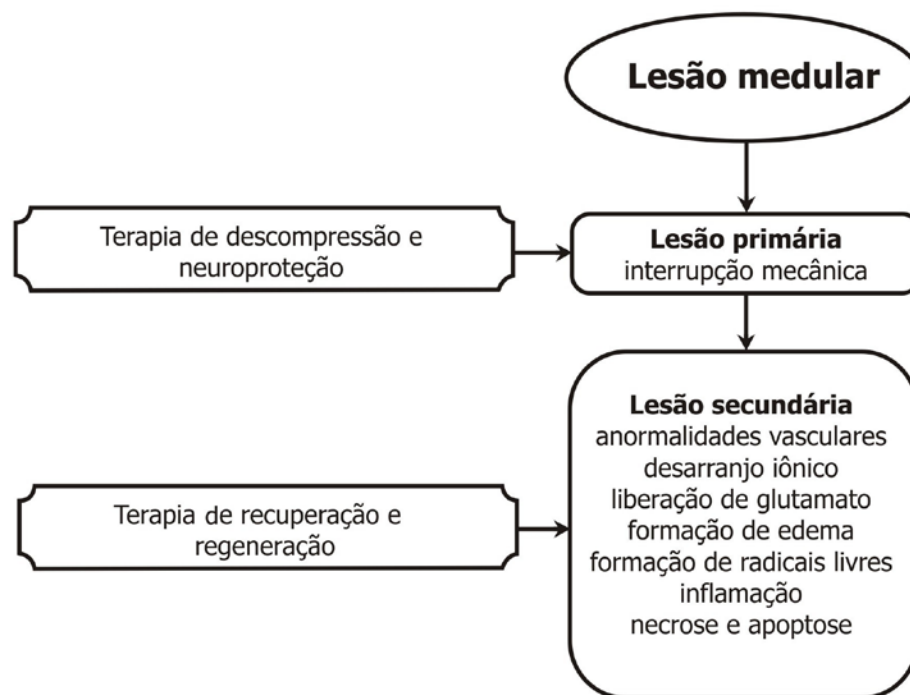 Lesão medular
Terapia de descompressão e
neuroproteção
Lesão primária
interrupção mecânica
Terapia de recuperação e
regeneração
Lesão secundária
anormalidades vasculares
desarranjo iônico
liberação de glutamato
formação de edema
formação de radicais livres
inflamação
necrose e apoptose